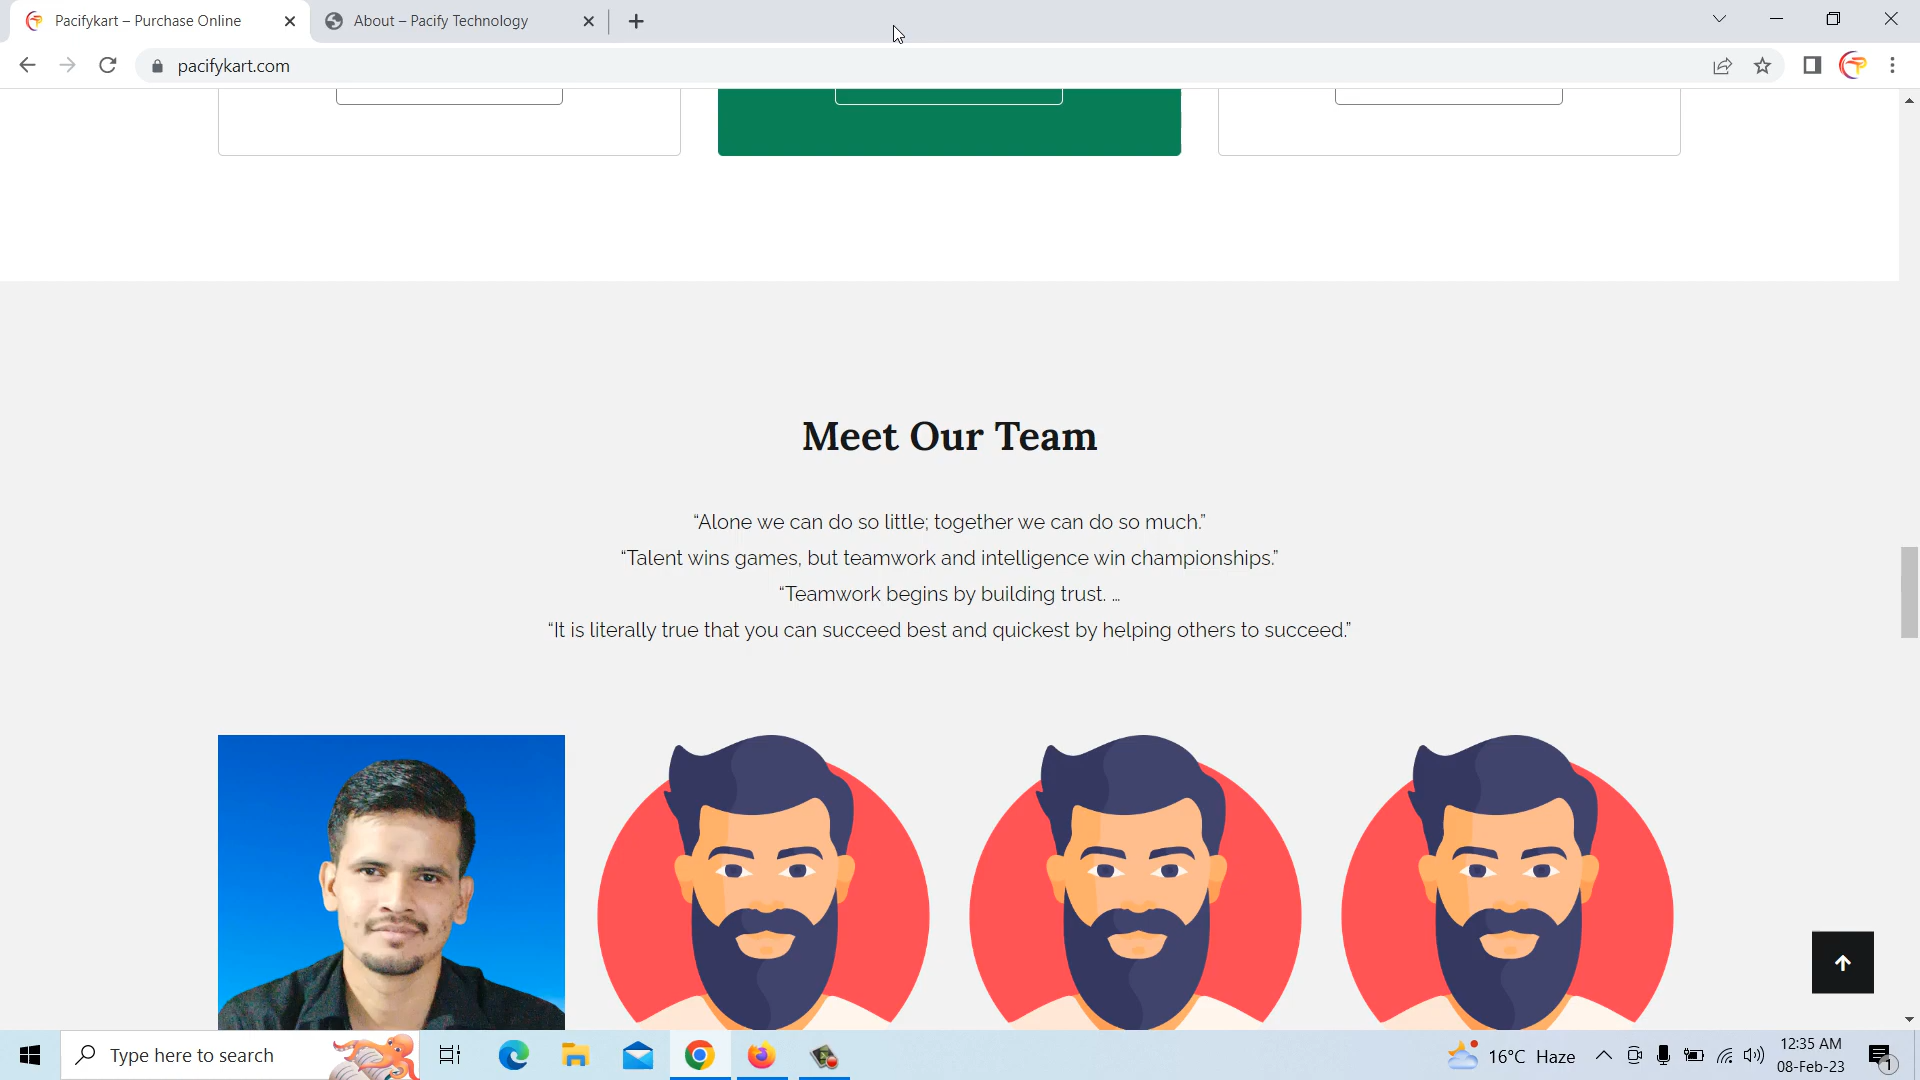 Pacifykart – Purchase Online
About – Pacify Technology
pacifykart.com
Meet Our Team
“Alone we can do so little; together we can do so much.”
“Talent wins games, but teamwork and intelligence win championships.”
“Teamwork begins by building trust. …
“It is literally true that you can succeed best and quickest by helping others to succeed.”
Type here to search
16°C Haze
12:35 AM
08-Feb-23
1